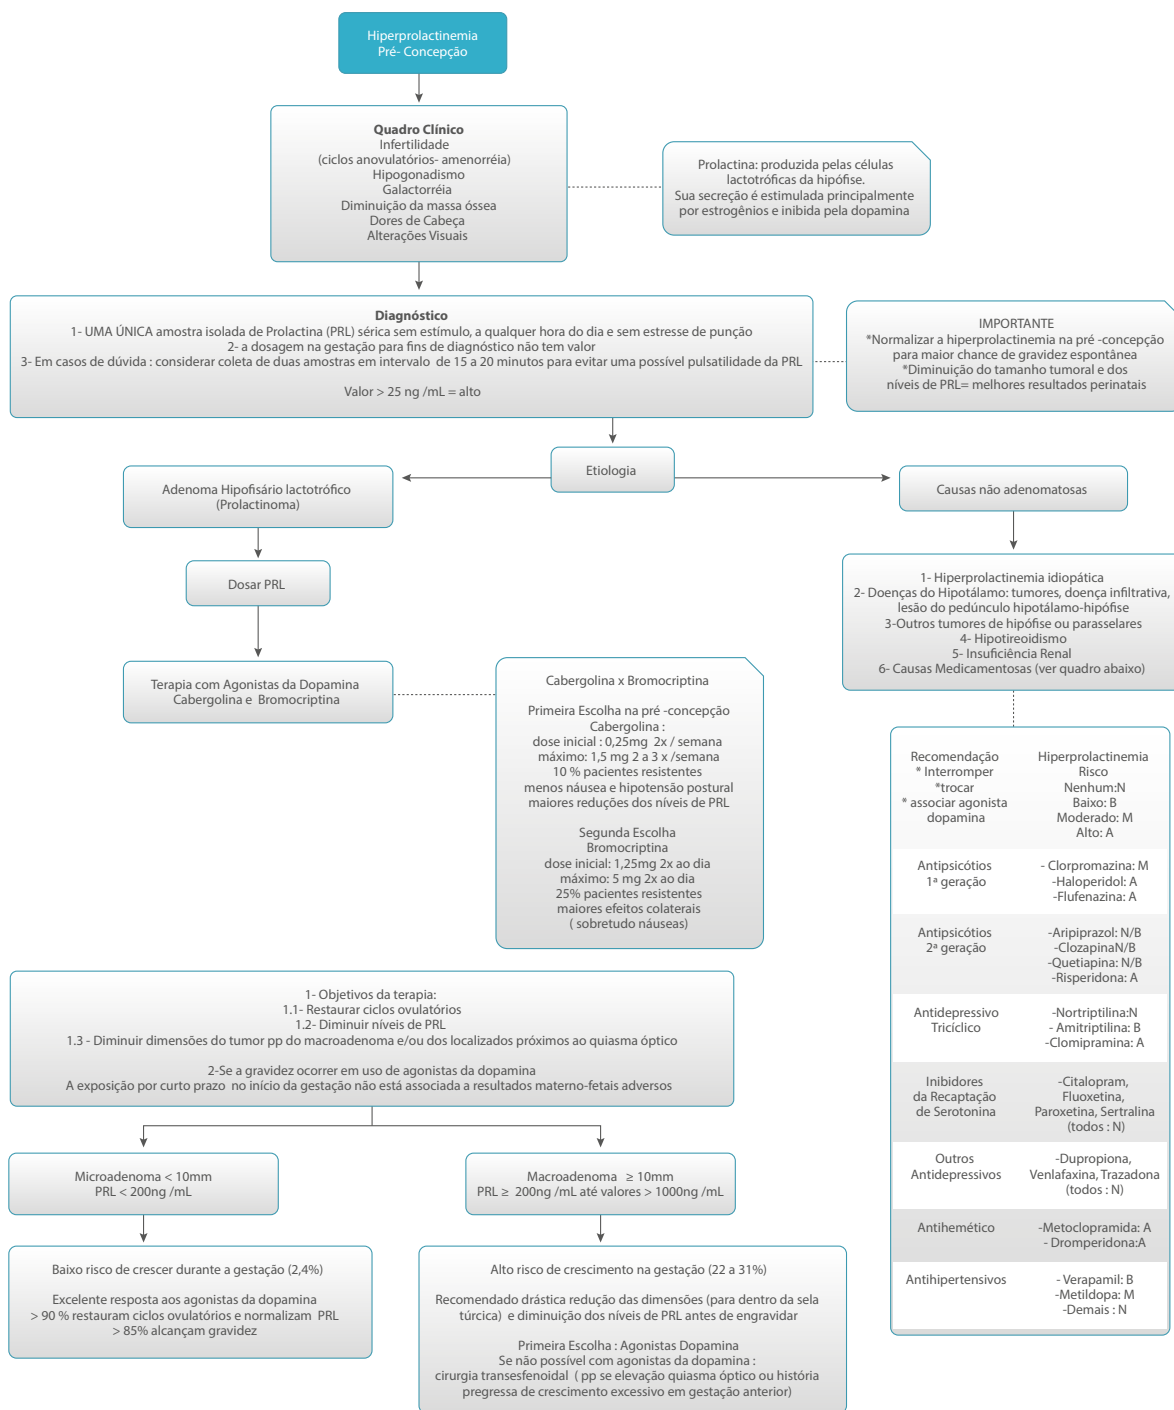 Hiperprolactinemia
Pré- Concepção
Quadro Clínico
Infertilidade
(ciclos anovulatórios- amenorréia)
Hipogonadismo
Galactorréia
Diminuição da massa óssea
Dores de Cabeça
Alterações Visuais
Prolactina: produzida pelas células
lactotróficas da hipófise.
Sua secreção é estimulada principalmente
por estrogênios e inibida pela dopamina
Diagnóstico
1- UMA ÚNICA amostra isolada de Prolactina (PRL) sérica sem estímulo, a qualquer hora do dia e sem estresse de punção
2- a dosagem na gestação para fins de diagnóstico não tem valor
3- Em casos de dúvida : considerar coleta de duas amostras em intervalo de 15 a 20 minutos para evitar uma possível pulsatilidade da PRL
Valor > 25 ng /mL = alto
IMPORTANTE
*Normalizar a hiperprolactinemia na pré -concepção
para maior chance de gravidez espontânea
*Diminuição do tamanho tumoral e dos
níveis de PRL= melhores resultados perinatais
Etiologia
Adenoma Hipofisário lactotrófico
(Prolactinoma)
Causas não adenomatosas
Dosar PRL
1- Hiperprolactinemia idiopática
2- Doenças do Hipotálamo: tumores, doença infiltrativa,
lesão do pedúnculo hipotálamo-hipófise
3-Outros tumores de hipófise ou parasselares
4- Hipotireoidismo
5- Insuficiência Renal
6- Causas Medicamentosas (ver quadro abaixo)
Terapia com Agonistas da Dopamina
Cabergolina e Bromocriptina
Cabergolina x Bromocriptina
Primeira Escolha na pré -concepção
Cabergolina :
dose inicial : 0,25mg 2x / semana
máximo: 1,5 mg 2 a 3 x /semana
10 % pacientes resistentes
menos náusea e hipotensão postural
maiores reduções dos níveis de PRL
Segunda Escolha
Bromocriptina
dose inicial: 1,25mg 2x ao dia
máximo: 5 mg 2x ao dia
25% pacientes resistentes
maiores efeitos colaterais
( sobretudo náuseas)
Recomendação
* Interromper
*trocar
* associar agonista
dopamina
Hiperprolactinemia
Risco
Nenhum:N
Baixo: B
Moderado: M
Alto: A
Antipsicótios
1ª geração
- Clorpromazina: M
-Haloperidol: A
-Flufenazina: A
Antipsicótios
2ª geração
-Aripiprazol: N/B
-ClozapinaN/B
-Quetiapina: N/B
-Risperidona: A
Antidepressivo
Tricíclico
-Nortriptilina:N
- Amitriptilina: B
-Clomipramina: A
Inibidores
da Recaptação
de Serotonina
-Citalopram,
Fluoxetina,
Paroxetina, Sertralina
(todos : N)
Outros
Antidepressivos
-Dupropiona,
Venlafaxina, Trazadona
(todos : N)
Antihemético
-Metoclopramida: A
- Dromperidona:A
Antihipertensivos
- Verapamil: B
-Metildopa: M
-Demais : N
1- Objetivos da terapia:
1.1- Restaurar ciclos ovulatórios
1.2- Diminuir níveis de PRL
1.3 - Diminuir dimensões do tumor pp do macroadenoma e/ou dos localizados próximos ao quiasma óptico
2-Se a gravidez ocorrer em uso de agonistas da dopamina
A exposição por curto prazo no início da gestação não está associada a resultados materno-fetais adversos
Microadenoma < 10mm
PRL < 200ng /mL
Macroadenoma ≥ 10mm
PRL ≥ 200ng /mL até valores > 1000ng /mL
Baixo risco de crescer durante a gestação (2,4%)
Excelente resposta aos agonistas da dopamina
> 90 % restauram ciclos ovulatórios e normalizam PRL
> 85% alcançam gravidez
Alto risco de crescimento na gestação (22 a 31%)
Recomendado drástica redução das dimensões (para dentro da sela
túrcica) e diminuição dos níveis de PRL antes de engravidar
Primeira Escolha : Agonistas Dopamina
Se não possível com agonistas da dopamina :
cirurgia transesfenoidal ( pp se elevação quiasma óptico ou história
pregressa de crescimento excessivo em gestação anterior)